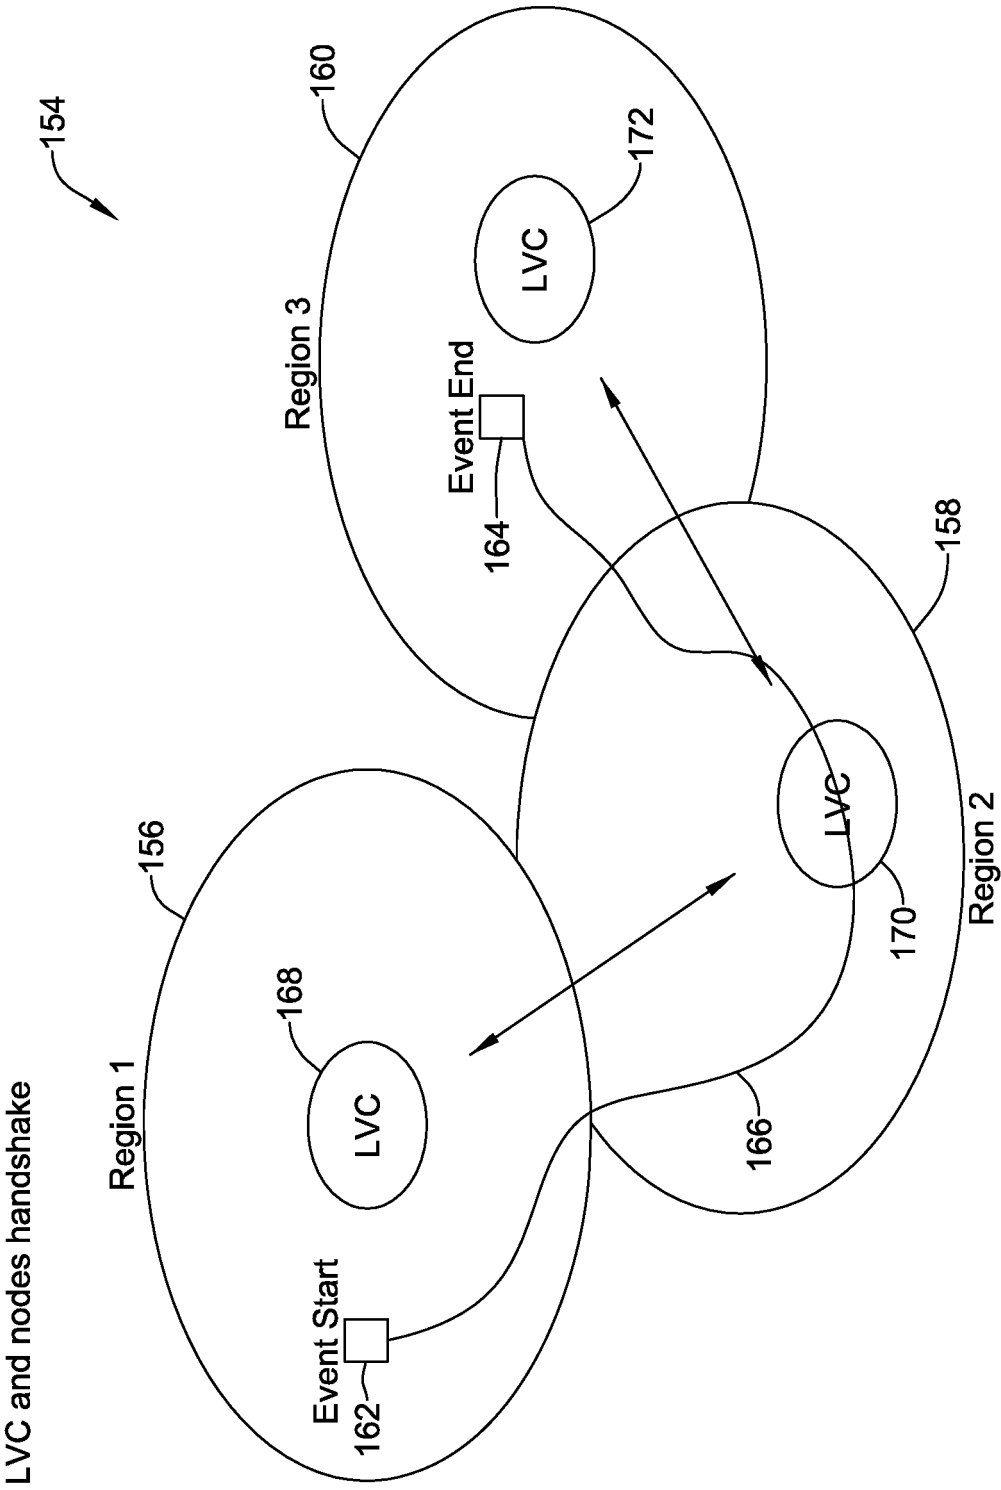 LVC and nodes handshake
154
Region 1
156
Event Start
162
LVC
168
Region 3
160
Event End
164
LVC
172
166
LVC
170
158
Region 2